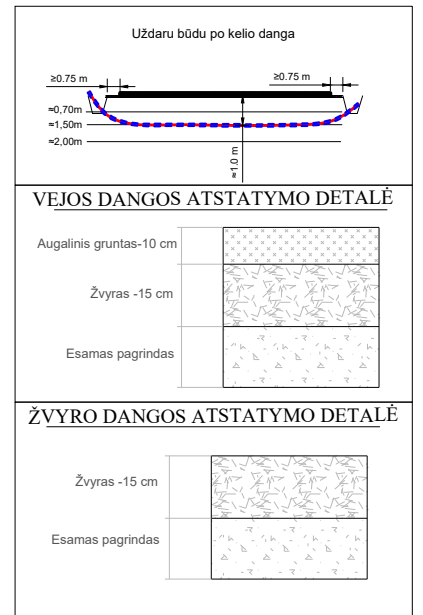 Uždaru būdu po kelio danga
≥0.75 m
≥0.75 m
≈0,70m
≈1,50m
≈2,00m
≈1.0 m
VEJOS DANGOS ATSTATYMO DETALĖ
Augalinis gruntas-10 cm
Žvyras -15 cm
Esamas pagrindas
ŽVYRO DANGOS ATSTATYMO DETALĖ
Žvyras -15 cm
Esamas pagrindas